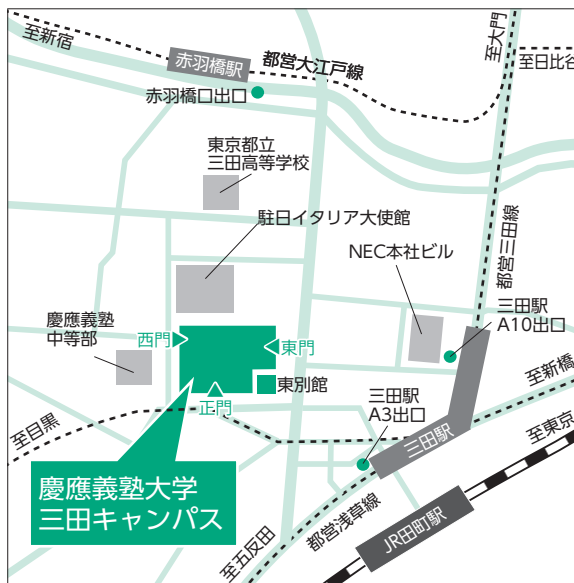 至新宿
赤羽橋駅
都営大江戸線
至大門
至日比谷
赤羽橋口出口
東京都立
三田高等学校
駐日イタリア大使館
都営三田線
NEC本社ビル
三田駅
A10出口
慶應義塾
中等部
西門
東門
東別館
正門
三田駅
A3出口
至新橋
至目黒
三田駅
至東京
慶應義塾大学
三田キャンパス
都営浅草線
至五反田
JR田町駅